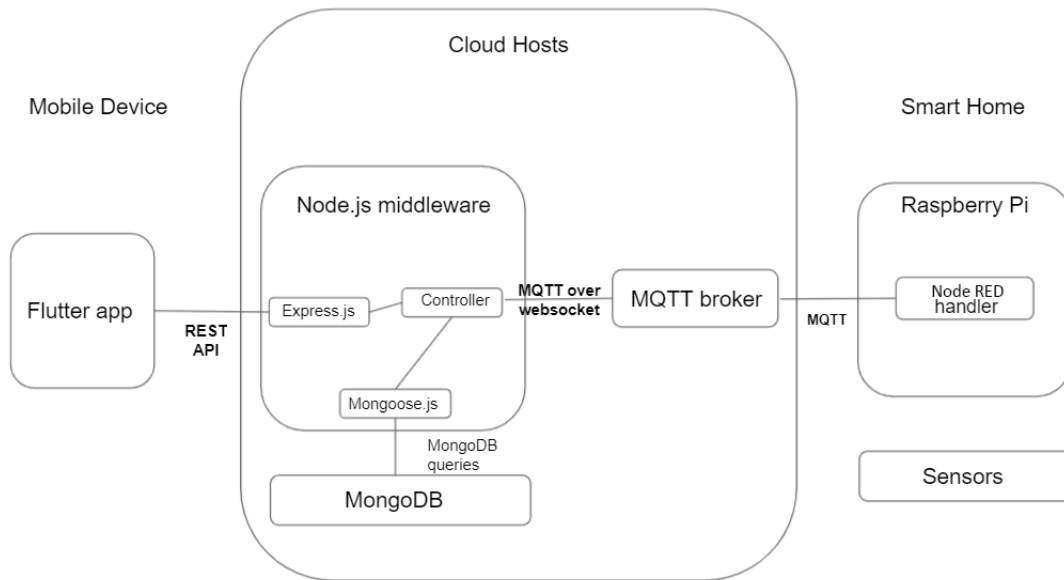 Cloud Hosts
Mobile Device
Smart Home
Node.js middleware
Raspberry Pi
Flutter app
REST
API
Express.js
Controller
MQTT over
websocket
MQTT broker
MQTT
Node RED
handler
Mongoose.js
MongoDB
queries
MongoDB
Sensors